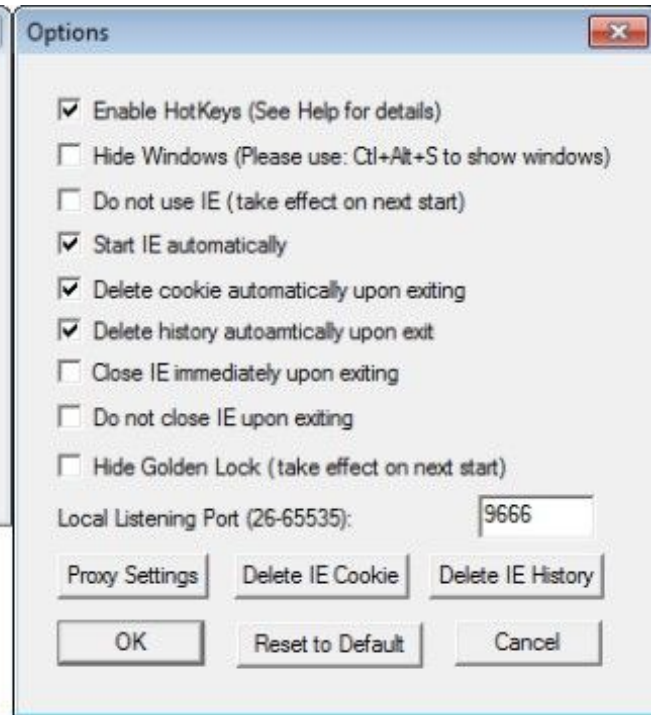 Options
Enable HotKeys (See Help for details)
Hide Windows (Please use: Ctl+Alt+S to show windows)
Do not use IE (take effect on next start)
Start IE automatically
Delete cookie automatically upon exiting
Delete history autoamtically upon exit
Close IE immediately upon exiting
Do not close IE upon exiting
Hide Golden Lock (take effect on next start)
Local Listening Port (26-65535): 9666
Proxy Settings Delete IE Cookie Delete IE History
OK Reset to Default Cancel